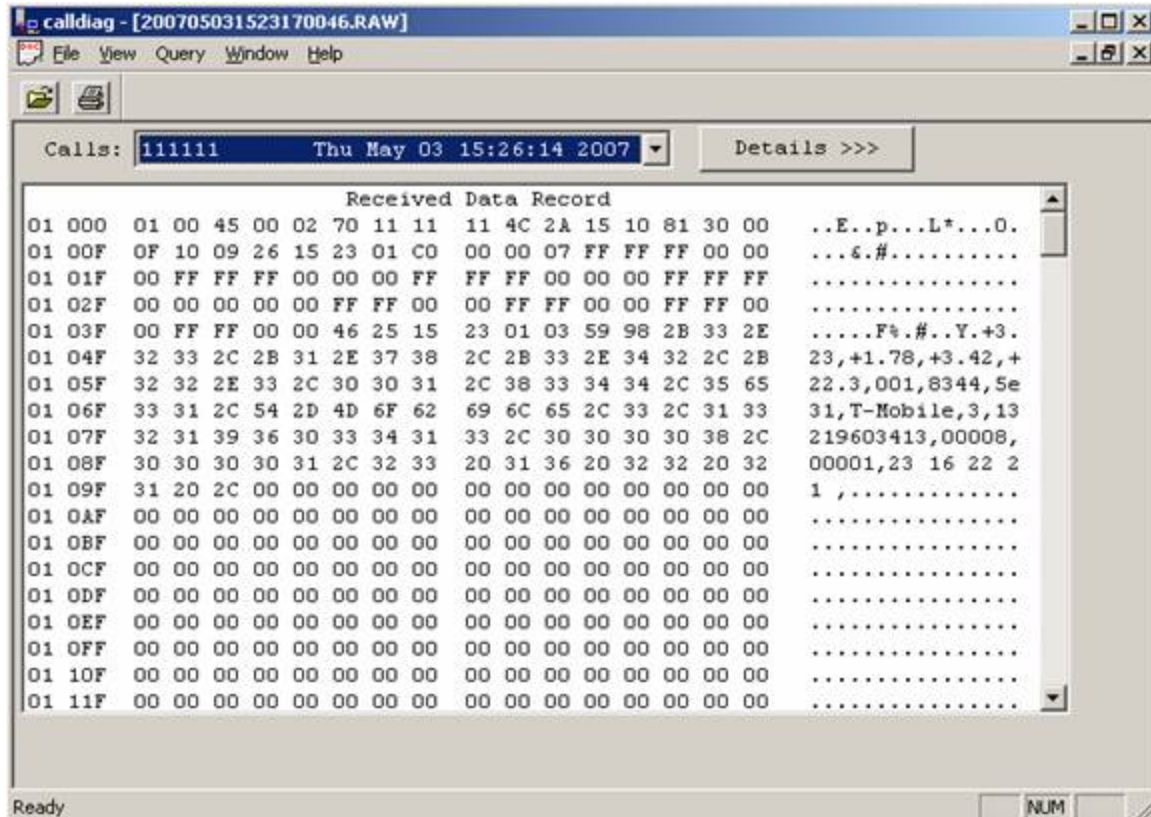 calldiag - [200705031523170046.RAW]
File View Query Window Help
Calls: 111111 Thu May 03 15:26:14 2007 Details >>>
Received Data Record
01 000 01 00 45 00 02 70 11 11 11 4C 2A 15 10 81 30 00 ..E..p...L*...0.
01 00F 0F 10 09 26 15 23 01 C0 00 00 07 FF FF FF 00 00 ...&.#..........
01 01F 00 FF FF FF 00 00 00 FF FF FF 00 00 00 FF FF FF ................
01 02F 00 00 00 00 00 FF FF 00 00 FF FF 00 00 FF FF 00 ................
01 03F 00 FF FF 00 00 46 25 15 23 01 03 59 98 2B 33 2E .....F%.#..Y.+3.
01 04F 32 33 2C 2B 31 2E 37 38 2C 2B 33 2E 34 32 2C 2B 23,+1.78,+3.42,+
01 05F 32 32 2E 33 2C 30 30 31 2C 38 33 34 34 2C 35 65 22.3,001,8344,5e
01 06F 33 31 2C 54 2D 4D 6F 62 69 6C 65 2C 33 2C 31 33 31,T-Mobile,3,13
01 07F 32 31 39 36 30 33 34 31 33 2C 30 30 30 30 38 2C 219603413,00008,
01 08F 30 30 30 30 31 2C 32 33 20 31 36 20 32 32 20 32 00001,23 16 22 2
01 09F 31 20 2C 00 00 00 00 00 00 00 00 00 00 00 00 00 1 ,.............
01 0AF 00 00 00 00 00 00 00 00 00 00 00 00 00 00 00 00 ................
01 0BF 00 00 00 00 00 00 00 00 00 00 00 00 00 00 00 00 ................
01 0CF 00 00 00 00 00 00 00 00 00 00 00 00 00 00 00 00 ................
01 0DF 00 00 00 00 00 00 00 00 00 00 00 00 00 00 00 00 ................
01 0EF 00 00 00 00 00 00 00 00 00 00 00 00 00 00 00 00 ................
01 0FF 00 00 00 00 00 00 00 00 00 00 00 00 00 00 00 00 ................
01 10F 00 00 00 00 00 00 00 00 00 00 00 00 00 00 00 00 ................
01 11F 00 00 00 00 00 00 00 00 00 00 00 00 00 00 00 00 ................
Ready NUM